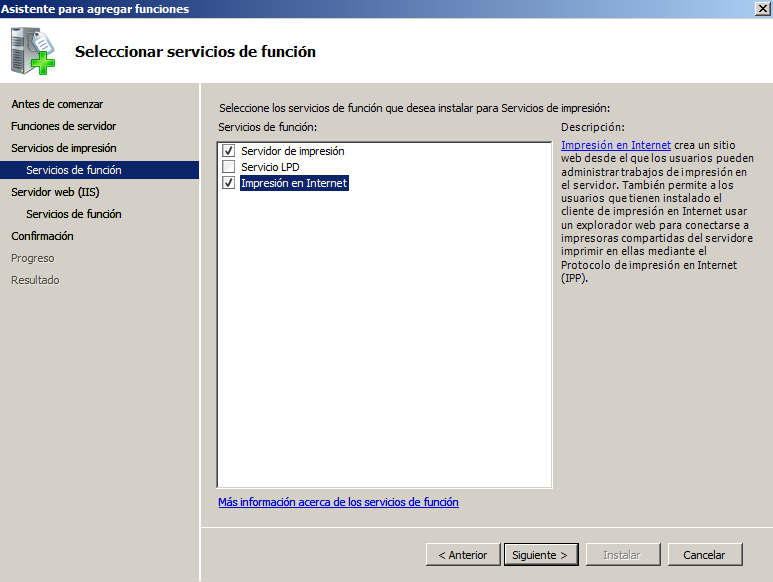 Asistente para agregar funciones
Seleccionar servicios de función
Antes de comenzar
Funciones de servidor
Servicios de impresión
Servicios de función
Servidor web (IIS)
Servicios de función
Confirmación
Progreso
Resultado
Seleccione los servicios de función que desea instalar para Servicios de impresión:
Servicios de función:
Servidor de impresión
Servicio LPD
Impresión en Internet
Más información acerca de los servicios de función
Descripción:
Impresión en Internet crea un sitio
web desde el que los usuarios pueden
administrar trabajos de impresión en
el servidor. También permite a los
usuarios que tienen instalado el
cliente de impresión en Internet usar
un explorador web para conectarse a
impresoras compartidas del servidor e
imprimir en ellas mediante el
Protocolo de impresión en Internet
(IPP).
< Anterior
Siguiente >
Instalar
Cancelar